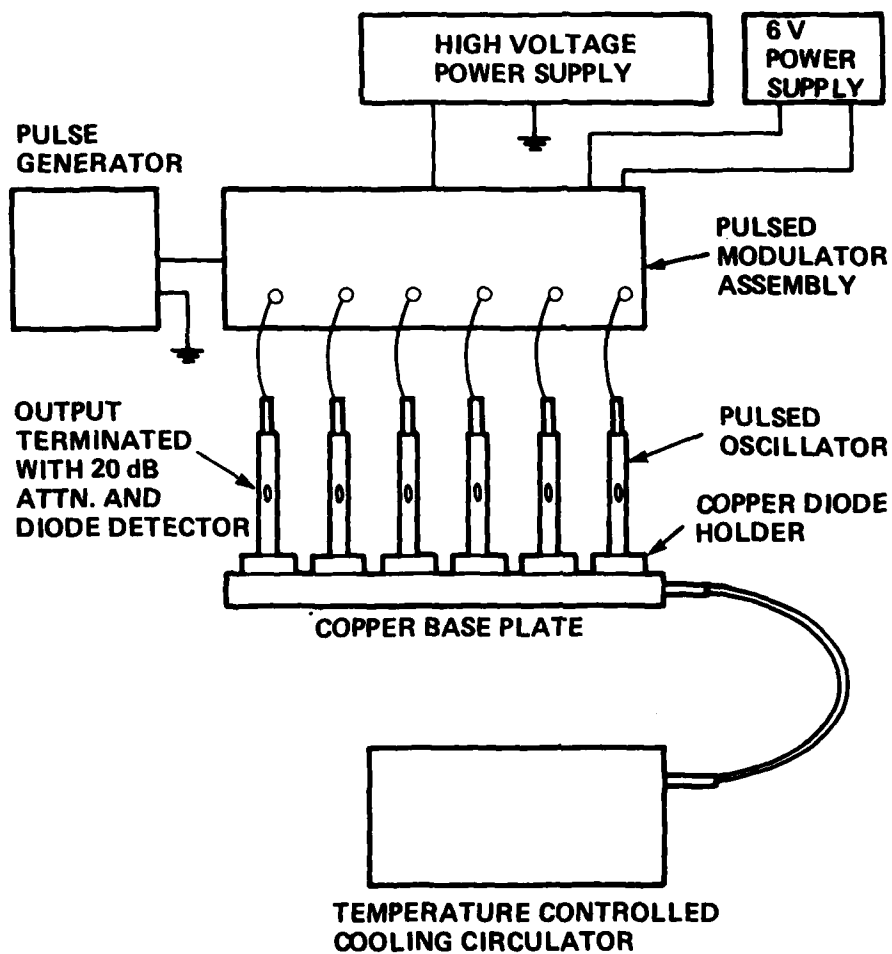 HIGH VOLTAGE
POWER SUPPLY
6 V
POWER
SUPPLY
PULSE
GENERATOR
PULSED
MODULATOR
ASSEMBLY
OUTPUT
TERMINATED
WITH 20 dB
ATTN. AND
DIODE DETECTOR
PULSED
OSCILLATOR
COPPER DIODE
HOLDER
COPPER BASE PLATE
TEMPERATURE CONTROLLED
COOLING CIRCULATOR